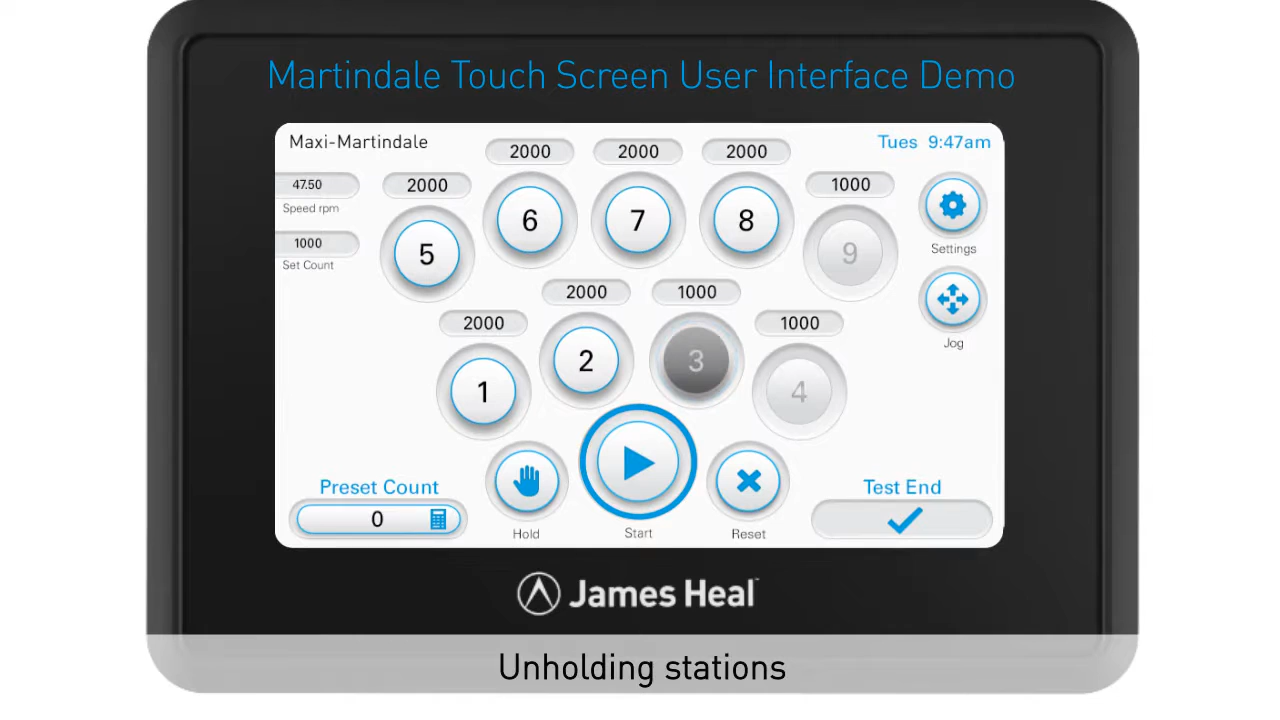 Martindale Touch Screen User Interface Demo
Maxi-Martindale
Tues 9:47am
2000
2000
2000
47.50
Speed rpm
2000
1000
6
7
8
5
9
Settings
1000
Set Count
2000
1000
2000
1000
Jog
2
3
1
4
Preset Count
0
Hold
Start
Reset
Test End
James Heal™
Unholding stations